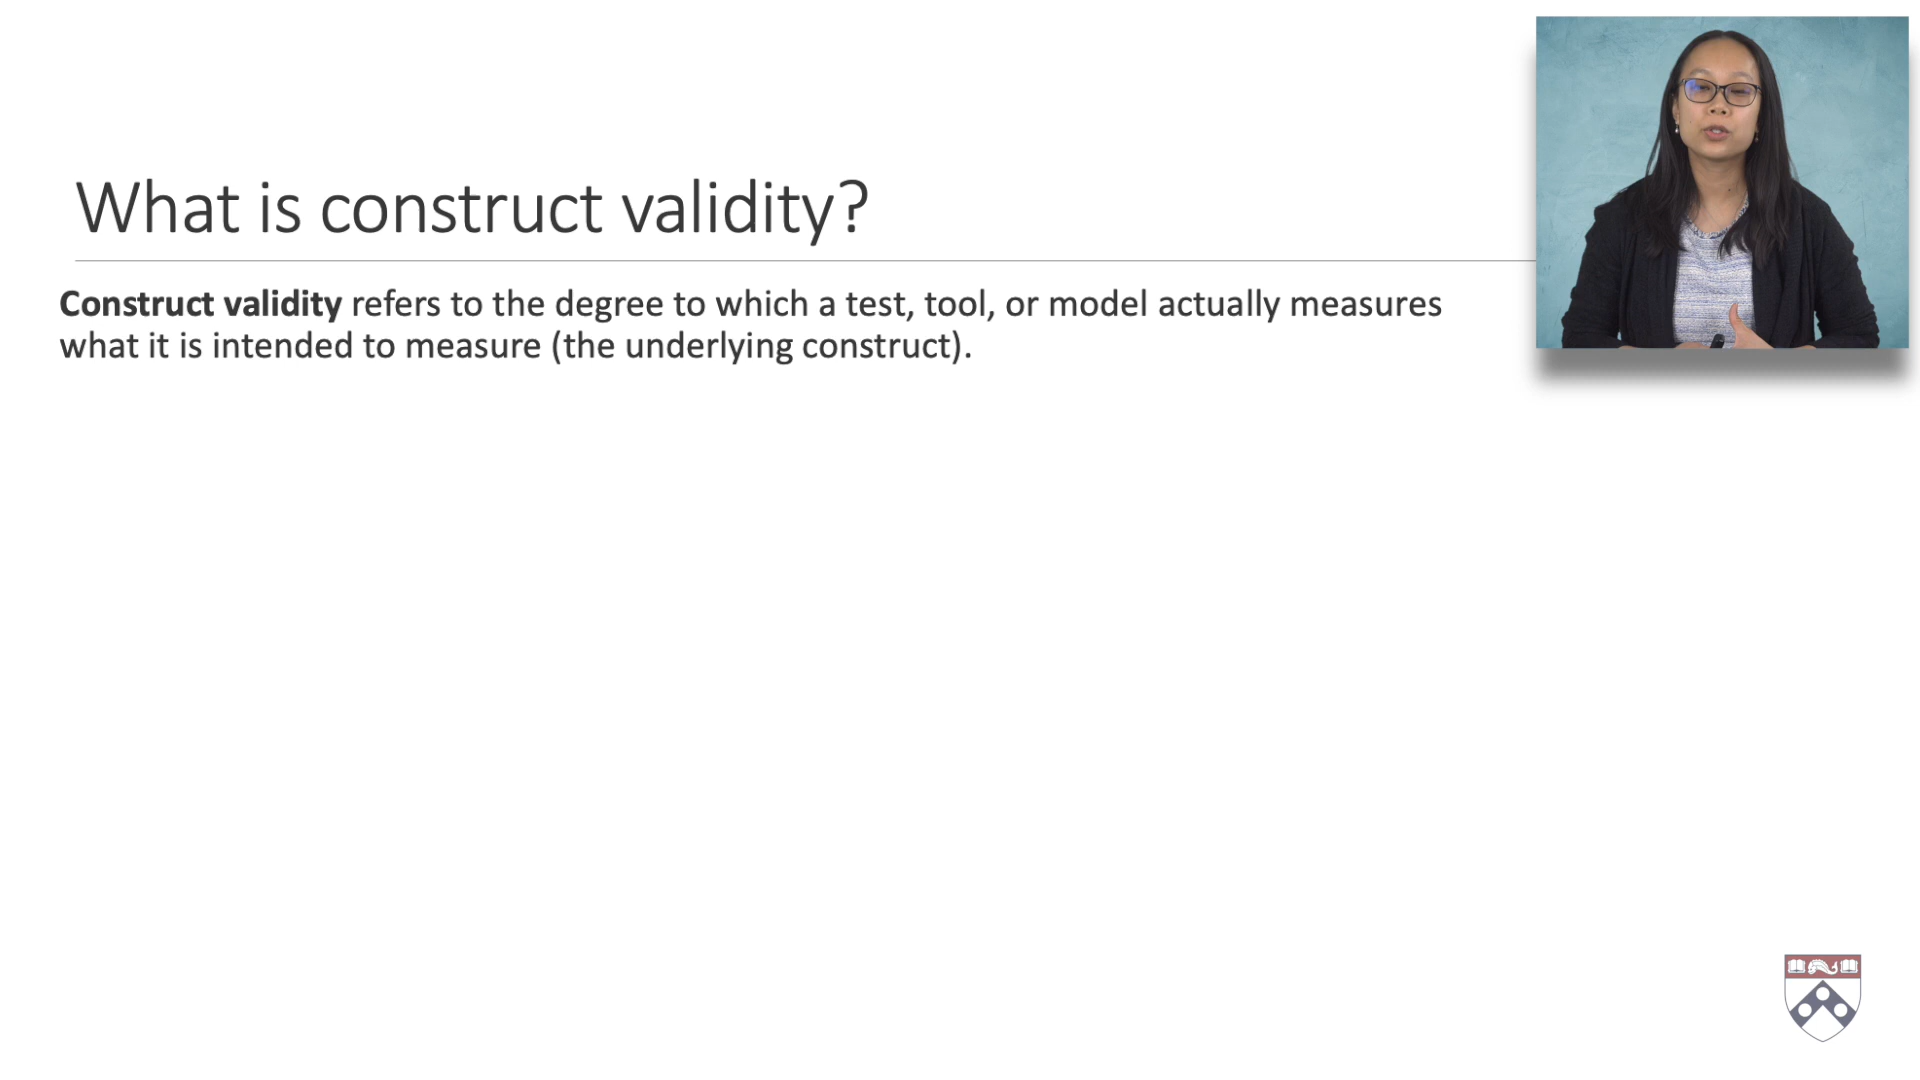 What is construct validity?
Construct validity refers to the degree to which a test, tool, or model actually measures
what it is intended to measure (the underlying construct).